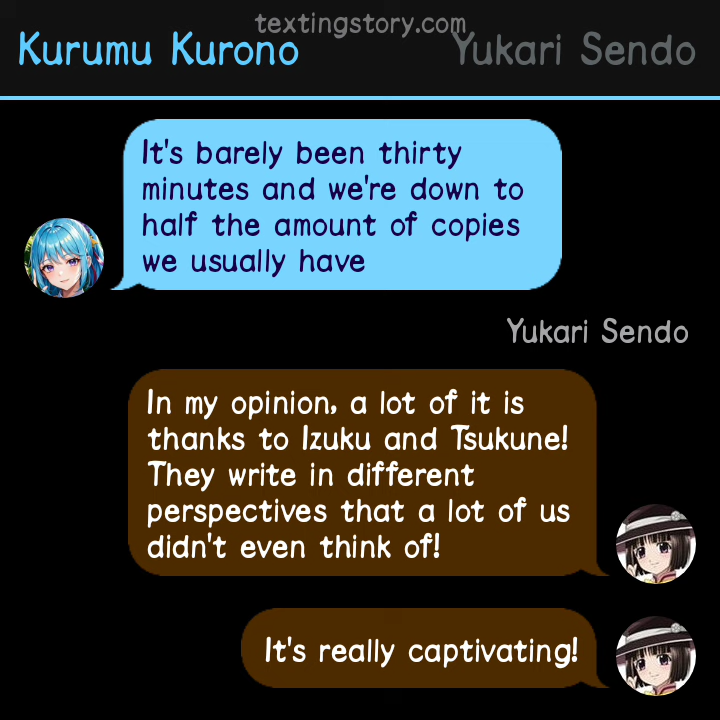 textingstory.com
Kurumu Kurono
Yukari Sendo
It's barely been thirty
minutes and we're down to
half the amount of copies
we usually have
Yukari Sendo
In my opinion, a lot of it is
thanks to Izuku and Tsukune!
They write in different
perspectives that a lot of us
didn't even think of!
It's really captivating!